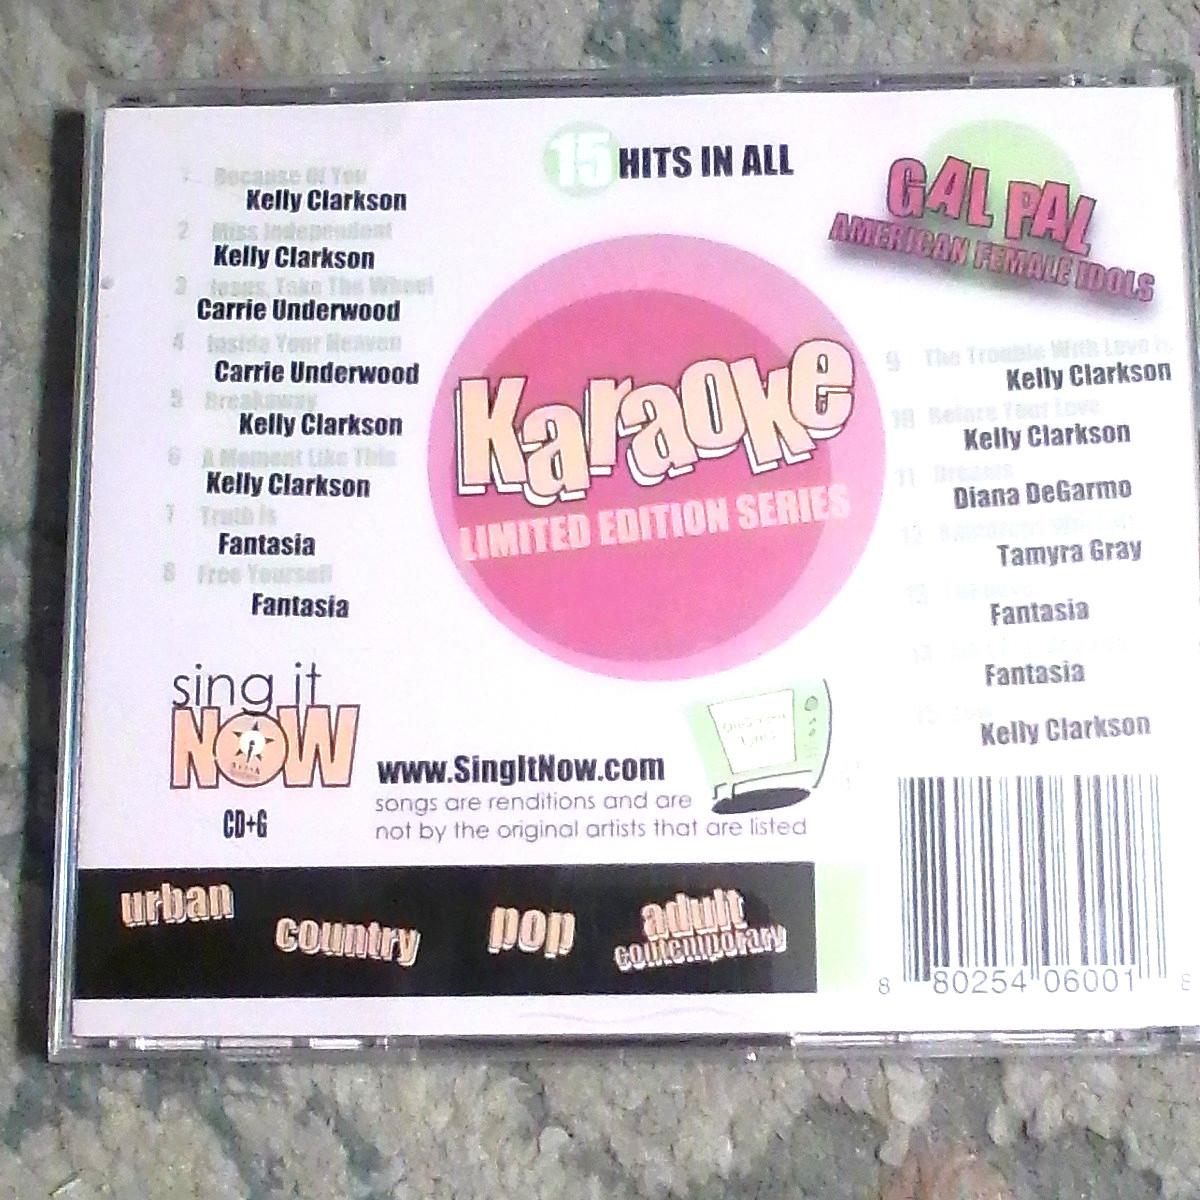 15 HITS IN ALL
GAL PAL
AMERICAN FEMALE IDOLS
1 Because Of You
Kelly Clarkson
2 Miss Independent
Kelly Clarkson
3 Jesus, Take The Wheel
Carrie Underwood
4 Inside Your Heaven
Carrie Underwood
5 Breakaway
Kelly Clarkson
6 A Moment Like This
Kelly Clarkson
7 Truth Is
Fantasia
8 Free Yourself
Fantasia
Karaoke
LIMITED EDITION SERIES
9 The Trouble With Love Is
Kelly Clarkson
10 Before Your Love
Kelly Clarkson
11 Dreams
Diana DeGarmo
12
Tamyra Gray
13
Fantasia
14
Fantasia
15
Kelly Clarkson
sing it
NOW
CD+G
www.SingItNow.com
songs are renditions and are
not by the original artists that are listed
urban
country
pop
adult
contemporary
8 80254 06001